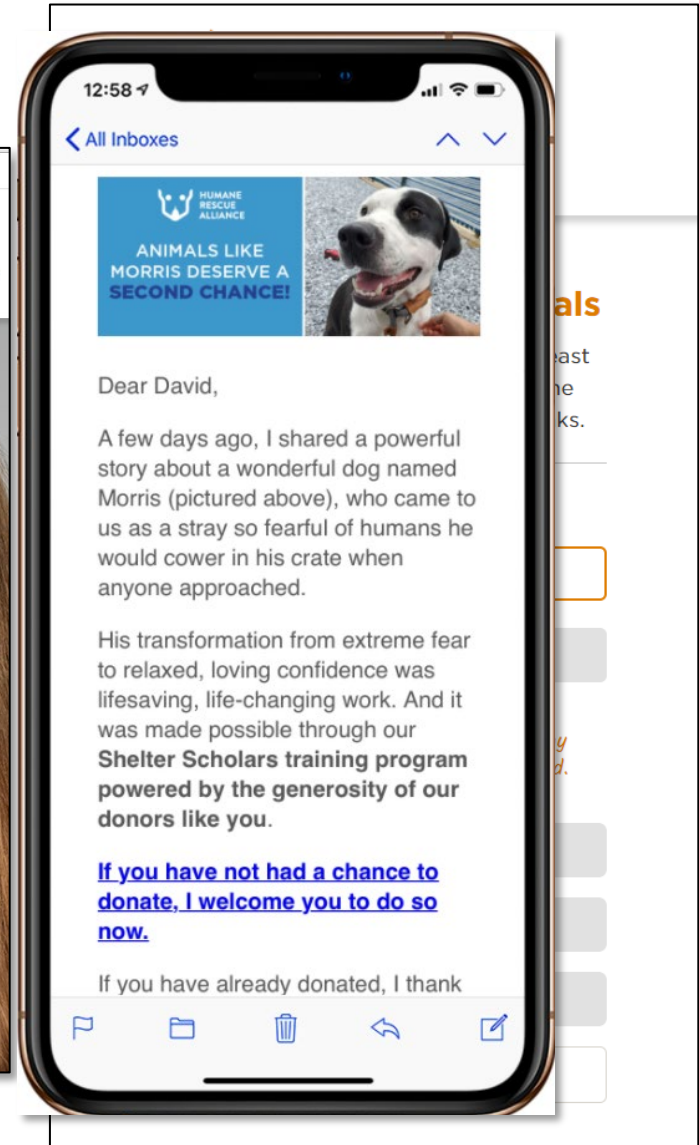 12:58
All Inboxes
HUMANE
RESCUE
ALLIANCE
ANIMALS LIKE
MORRIS DESERVE A
SECOND CHANCE!
Dear David,
A few days ago, I shared a powerful
story about a wonderful dog named
Morris (pictured above), who came to
us as a stray so fearful of humans he
would cower in his crate when
anyone approached.
His transformation from extreme fear
to relaxed, loving confidence was
lifesaving, life-changing work. And it
was made possible through our
Shelter Scholars training program
powered by the generosity of our
donors like you.
If you have not had a chance to
donate, I welcome you to do so
now.
If you have already donated, I thank